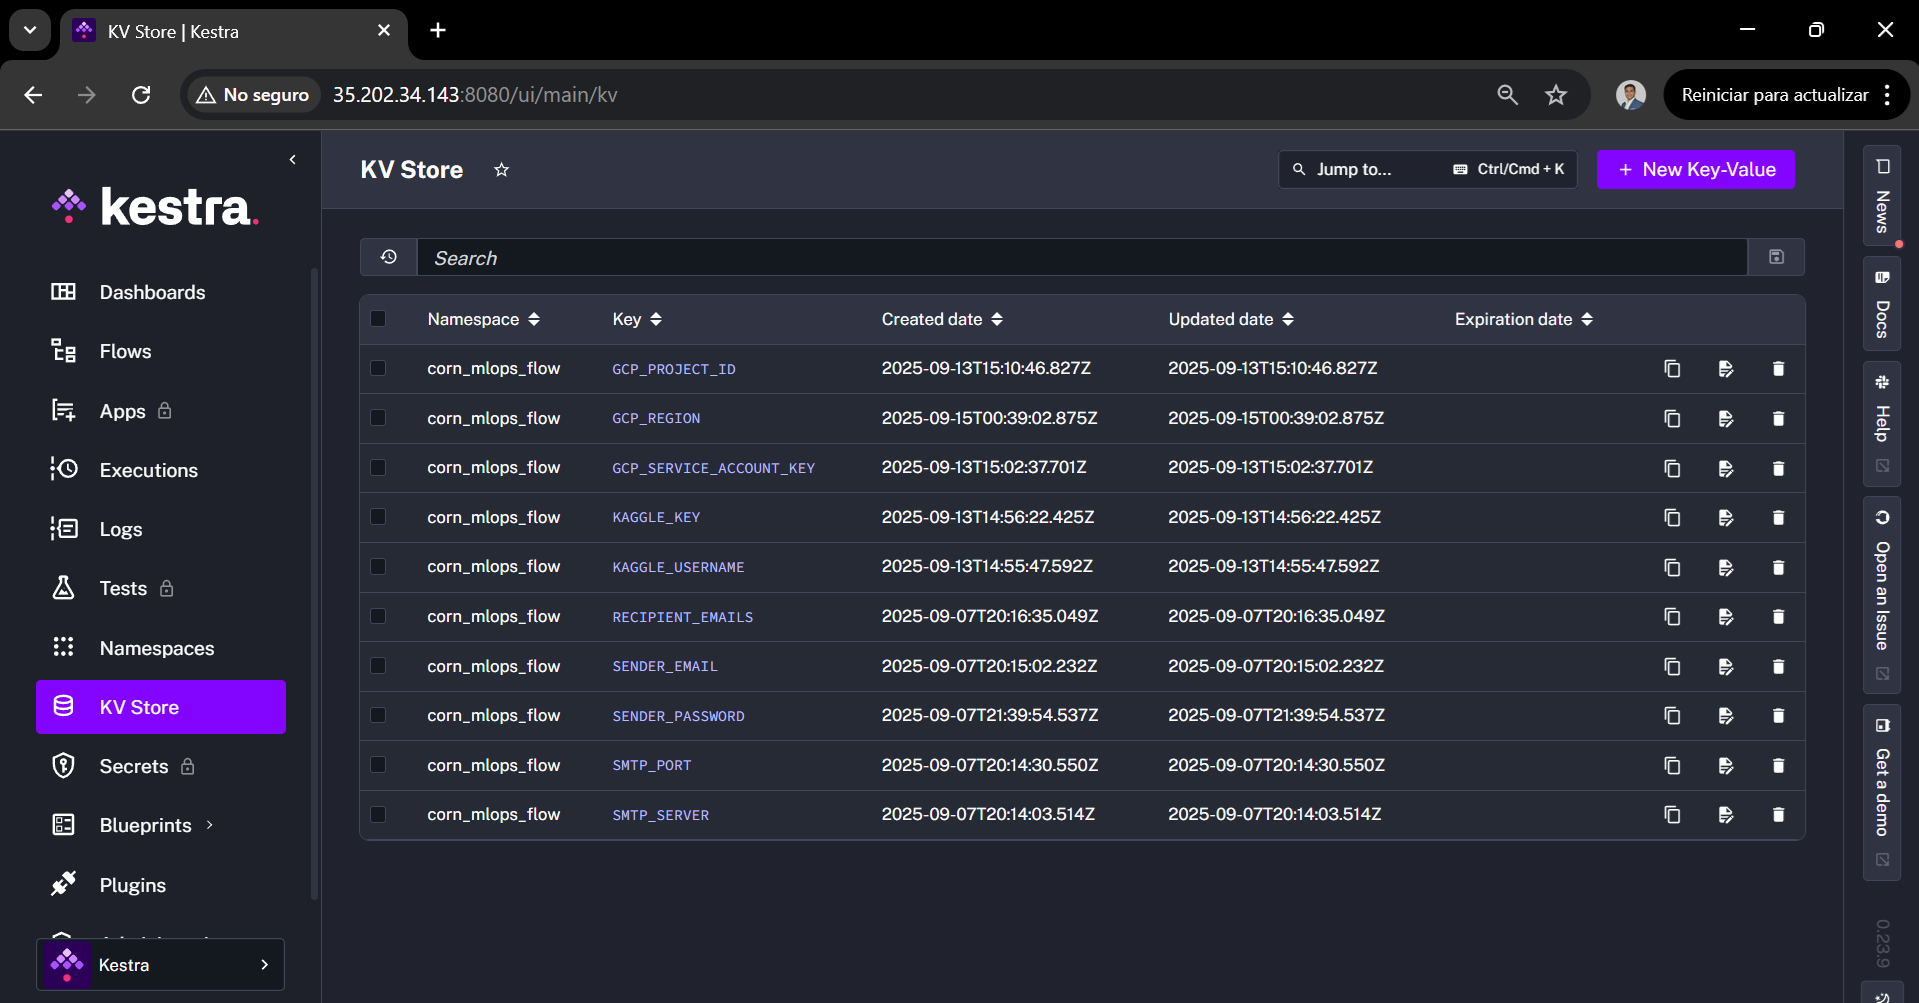 KV Store | Kestra
No seguro
35.202.34.143:8080/ui/main/kv
Reiniciar para actualizar
kestra.
Dashboards
Flows
Apps
Executions
Logs
Tests
Namespaces
KV Store
Secrets
Blueprints
Plugins
Kestra
KV Store
Jump to... Ctrl/Cmd + K
+ New Key-Value
Search
Namespace Key Created date Updated date Expiration date
corn_mlops_flow GCP_PROJECT_ID 2025-09-13T15:10:46.827Z 2025-09-13T15:10:46.827Z
corn_mlops_flow GCP_REGION 2025-09-15T00:39:02.875Z 2025-09-15T00:39:02.875Z
corn_mlops_flow GCP_SERVICE_ACCOUNT_KEY 2025-09-13T15:02:37.701Z 2025-09-13T15:02:37.701Z
corn_mlops_flow KAGGLE_KEY 2025-09-13T14:56:22.425Z 2025-09-13T14:56:22.425Z
corn_mlops_flow KAGGLE_USERNAME 2025-09-13T14:55:47.592Z 2025-09-13T14:55:47.592Z
corn_mlops_flow RECIPIENT_EMAILS 2025-09-07T20:16:35.049Z 2025-09-07T20:16:35.049Z
corn_mlops_flow SENDER_EMAIL 2025-09-07T20:15:02.232Z 2025-09-07T20:15:02.232Z
corn_mlops_flow SENDER_PASSWORD 2025-09-07T21:39:54.537Z 2025-09-07T21:39:54.537Z
corn_mlops_flow SMTP_PORT 2025-09-07T20:14:30.550Z 2025-09-07T20:14:30.550Z
corn_mlops_flow SMTP_SERVER 2025-09-07T20:14:03.514Z 2025-09-07T20:14:03.514Z
News
Docs
Help
Open an Issue
Get a demo
0.23.9